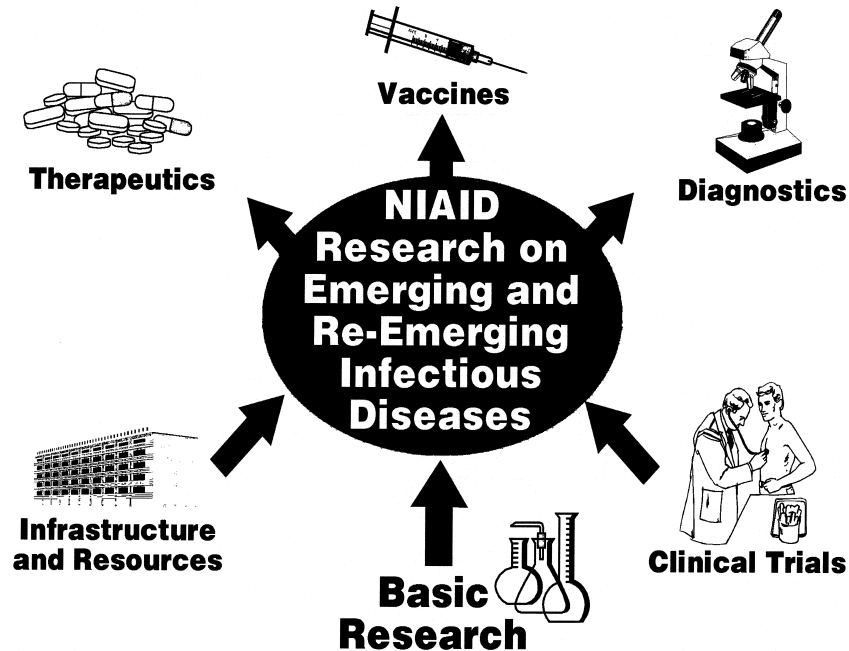 Vaccines
Therapeutics
Diagnostics
NIAID
Research on
Emerging and
Re-Emerging
Infectious
Diseases
Infrastructure
and Resources
Clinical Trials
Basic
Research